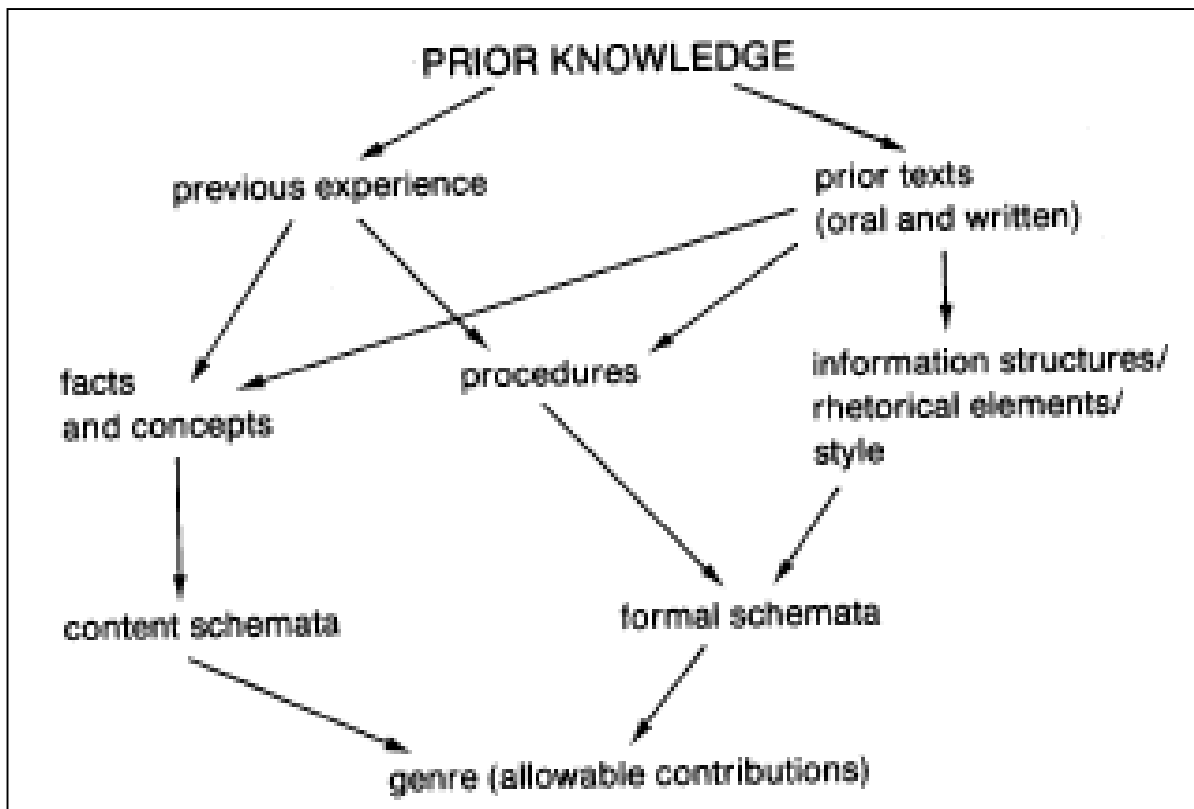 PRIOR KNOWLEDGE
previous experience
prior texts
(oral and written)
facts
and concepts
procedures
information structures/
rhetorical elements/
style
content schemata
formal schemata
genre (allowable contributions)